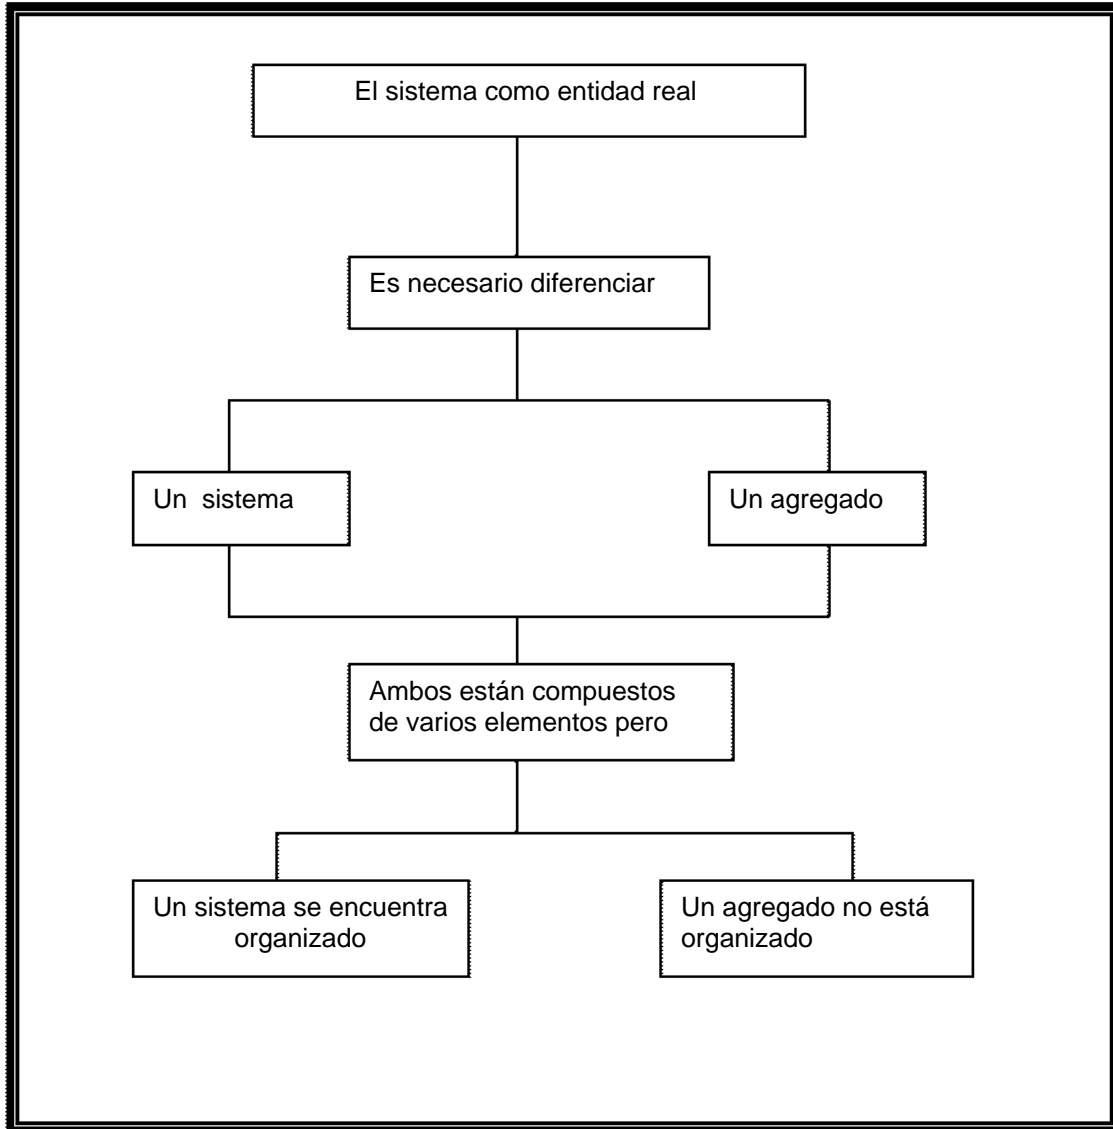 El sistema como entidad real
Es necesario diferenciar
Un sistema
Un agregado
Ambos están compuestos
de varios elementos pero
Un sistema se encuentra
organizado
Un agregado no está
organizado